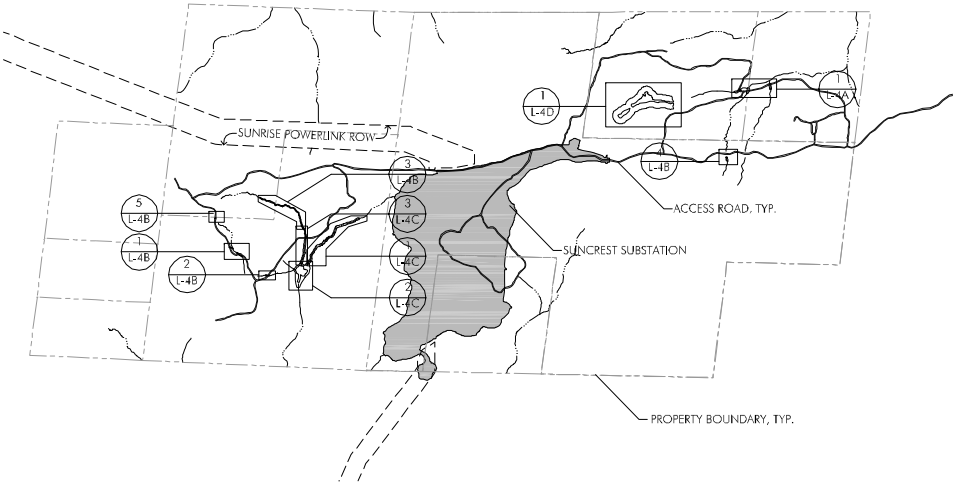 1
L-4D
1
L-4A
SUNRISE POWERLINK ROW
4
L-4B
3
L-4B
ACCESS ROAD, TYP.
5
L-4B
3
L-4C
1
L-4B
SUNCREST SUBSTATION
1
L-4C
2
L-4B
2
L-4C
PROPERTY BOUNDARY, TYP.